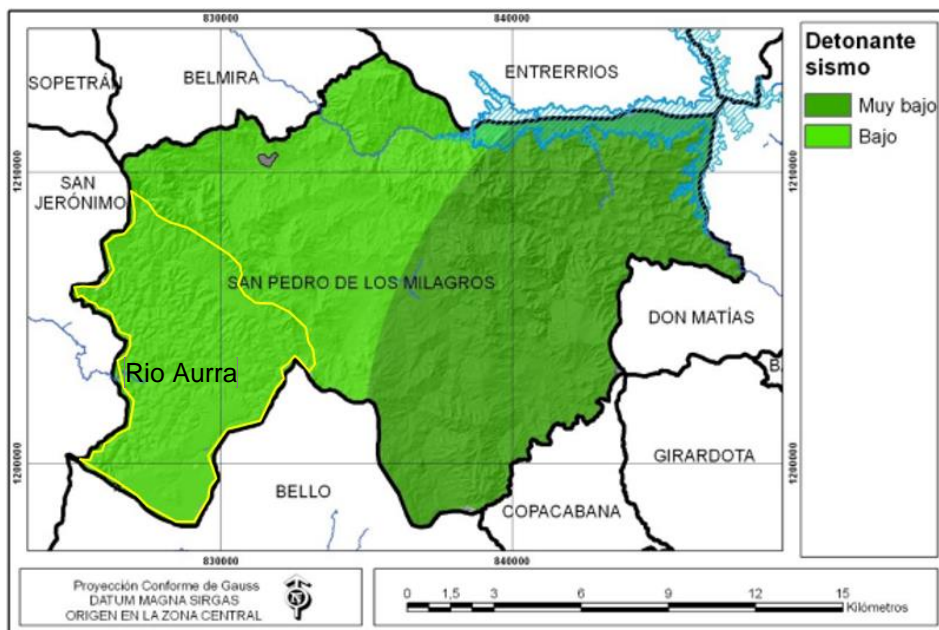 830000
840000
SOPETRÁN
BELMIRA
ENTRERRIOS
Detonante
sismo
Muy bajo
Bajo
1210000
1210000
SAN
JERÓNIMO
SAN PEDRO DE LOS MILAGROS
DON MATÍAS
Rio Aurra
BA
GIRARDOTA
1200000
1200000
BELLO
COPACABANA
830000
840000
Proyección Conforme de Gauss
DATUM MAGNA SIRGAS
ORIGEN EN LA ZONA CENTRAL
N
0 1,5 3 6 9 12 15
Kilómetros